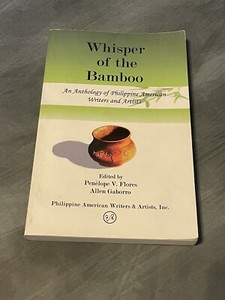 Whisper
of the
Bamboo
An Anthology of Philippine American
Writers and Artists
Edited by
Penélope V. Flores
Allen Gaborro
Philippine American Writers & Artists, Inc.